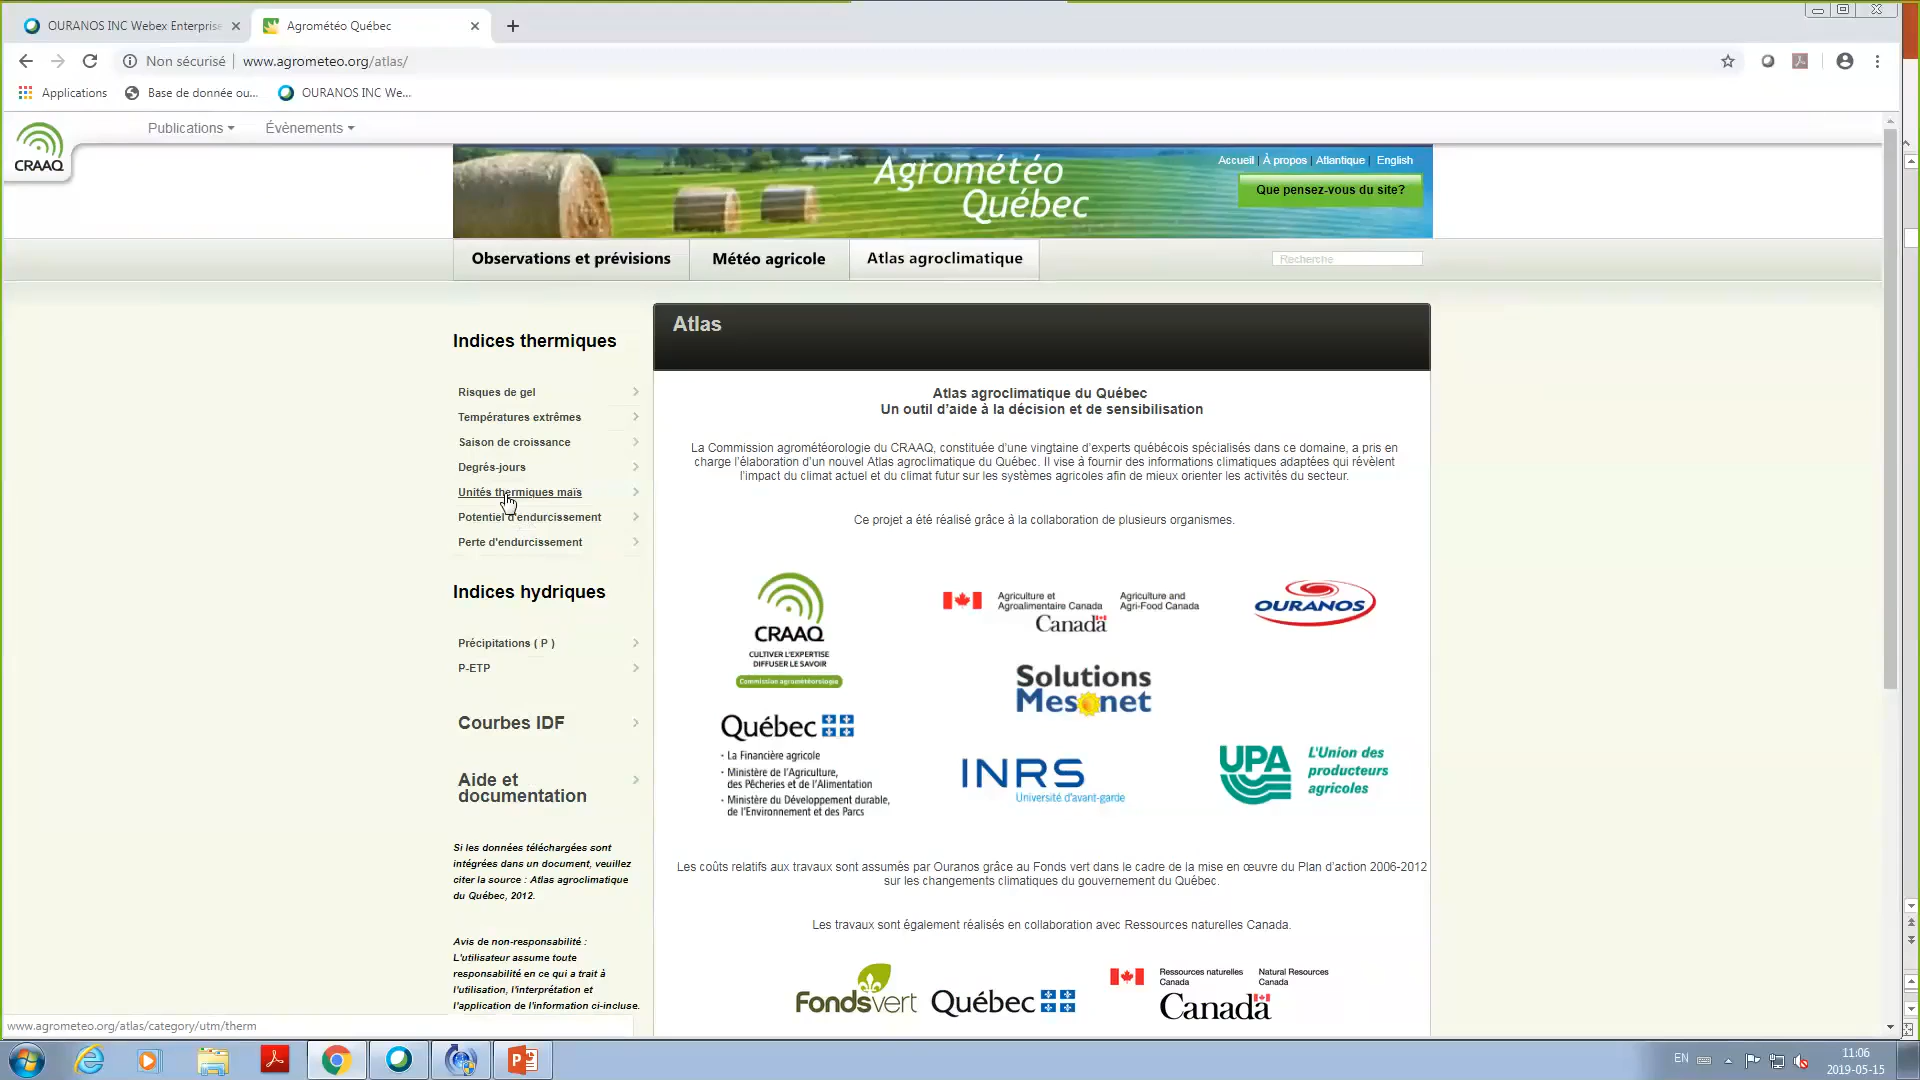 OURANOS INC Webex Enterprise
Agrométéo Québec
Non sécurisé
www.agrometeo.org/atlas/
Applications
Base de donnée ou...
OURANOS INC We...
Publications
Évènements
CRAAQ
Agrométéo
Québec
Accueil | À propos | Atlantique | English
Que pensez-vous du site?
Observations et prévisions
Météo agricole
Atlas agroclimatique
Recherche
Indices thermiques
Risques de gel
Températures extrêmes
Saison de croissance
Degrés-jours
Unités thermiques maïs
Potentiel d'endurcissement
Perte d'endurcissement
Indices hydriques
Précipitations ( P )
P-ETP
Courbes IDF
Aide et
documentation
Si les données téléchargées sont
intégrées dans un document, veuillez
citer la source : Atlas agroclimatique
du Québec, 2012.
Avis de non-responsabilité :
L'utilisateur assume toute
responsabilité en ce qui a trait à
l'utilisation, l'interprétation et
l'application de l'information ci-incluse.
Atlas
Atlas agroclimatique du Québec
Un outil d'aide à la décision et de sensibilisation
La Commission agrométéorologie du CRAAQ, constituée d'une vingtaine d'experts québécois spécialisés dans ce domaine, a pris en
charge l'élaboration d'un nouvel Atlas agroclimatique du Québec. Il vise à fournir des informations climatiques adaptées qui révèlent
l'impact du climat actuel et du climat futur sur les systèmes agricoles afin de mieux orienter les activités du secteur.
Ce projet a été réalisé grâce à la collaboration de plusieurs organismes.
CRAAQ
CULTIVER L'EXPERTISE
DIFFUSER LE SAVOIR
Commission agrométéorologie
Agriculture et
Agroalimentaire Canada
Agriculture and
Agri-Food Canada
Canada
OURANOS
Solutions
Mesonet
Québec
· La Financière agricole
· Ministère de l'Agriculture,
des Pêcheries et de l'Alimentation
· Ministère du Développement durable,
de l'Environnement et des Parcs
INRS
Université d'avant-garde
UPA
L'Union des
producteurs
agricoles
Les coûts relatifs aux travaux sont assumés par Ouranos grâce au Fonds vert dans le cadre de la mise en œuvre du Plan d'action 2006-2012
sur les changements climatiques du gouvernement du Québec.
Les travaux sont également réalisés en collaboration avec Ressources naturelles Canada.
Fondsvert
Québec
Ressources naturelles
Canada
Natural Resources
Canada
Canada
www.agrometeo.org/atlas/category/utm/therm
EN
11:06
2019-05-15